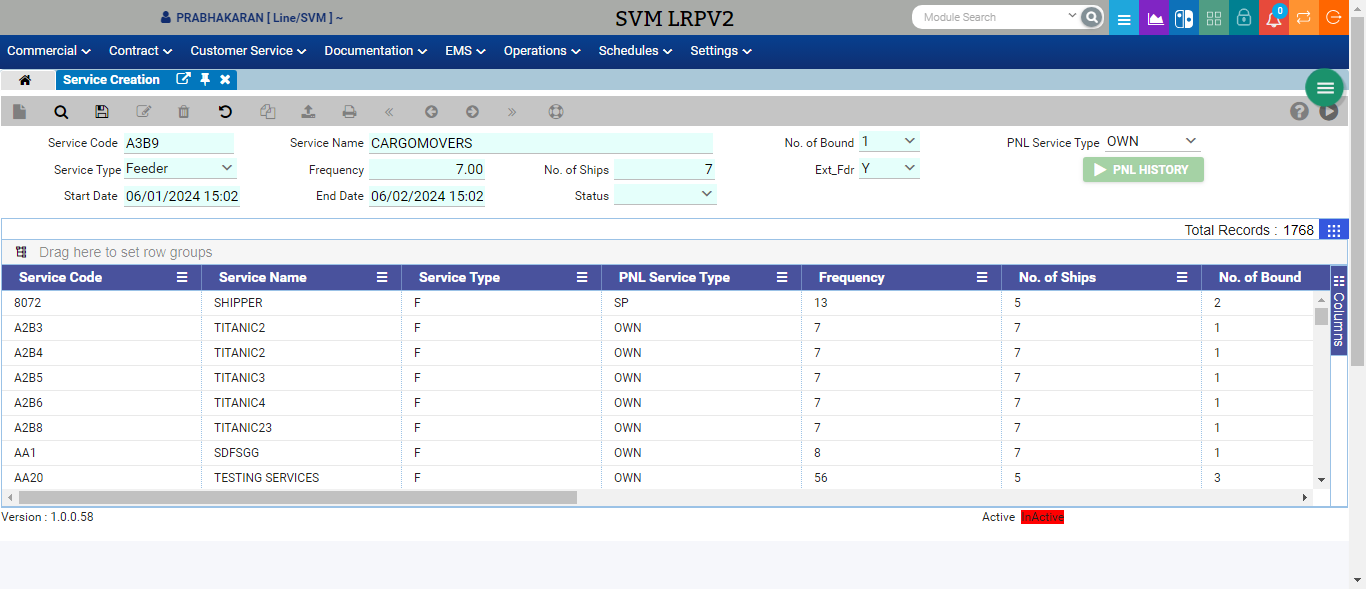 PRABHAKARAN [ Line/SVM ] ~ SVM LRPV2 Module Search 0
Commercial Contract Customer Service Documentation EMS Operations Schedules Settings
Service Creation
Service Code A3B9 Service Name CARGOMOVERS No. of Bound 1 PNL Service Type OWN
Service Type Feeder Frequency 7.00 No. of Ships 7 Ext_Fdr Y PNL HISTORY
Start Date 06/01/2024 15:02 End Date 06/02/2024 15:02 Status
Total Records : 1768
Drag here to set row groups
Service Code Service Name Service Type PNL Service Type Frequency No. of Ships No. of Bound
Columns
8072 SHIPPER F SP 13 5 2
A2B3 TITANIC2 F OWN 7 7 1
A2B4 TITANIC2 F OWN 7 7 1
A2B5 TITANIC3 F OWN 7 7 1
A2B6 TITANIC4 F OWN 7 7 1
A2B8 TITANIC23 F OWN 7 7 1
AA1 SDFSGG F OWN 8 7 1
AA20 TESTING SERVICES F OWN 56 5 3
Version : 1.0.0.58 Active InActive